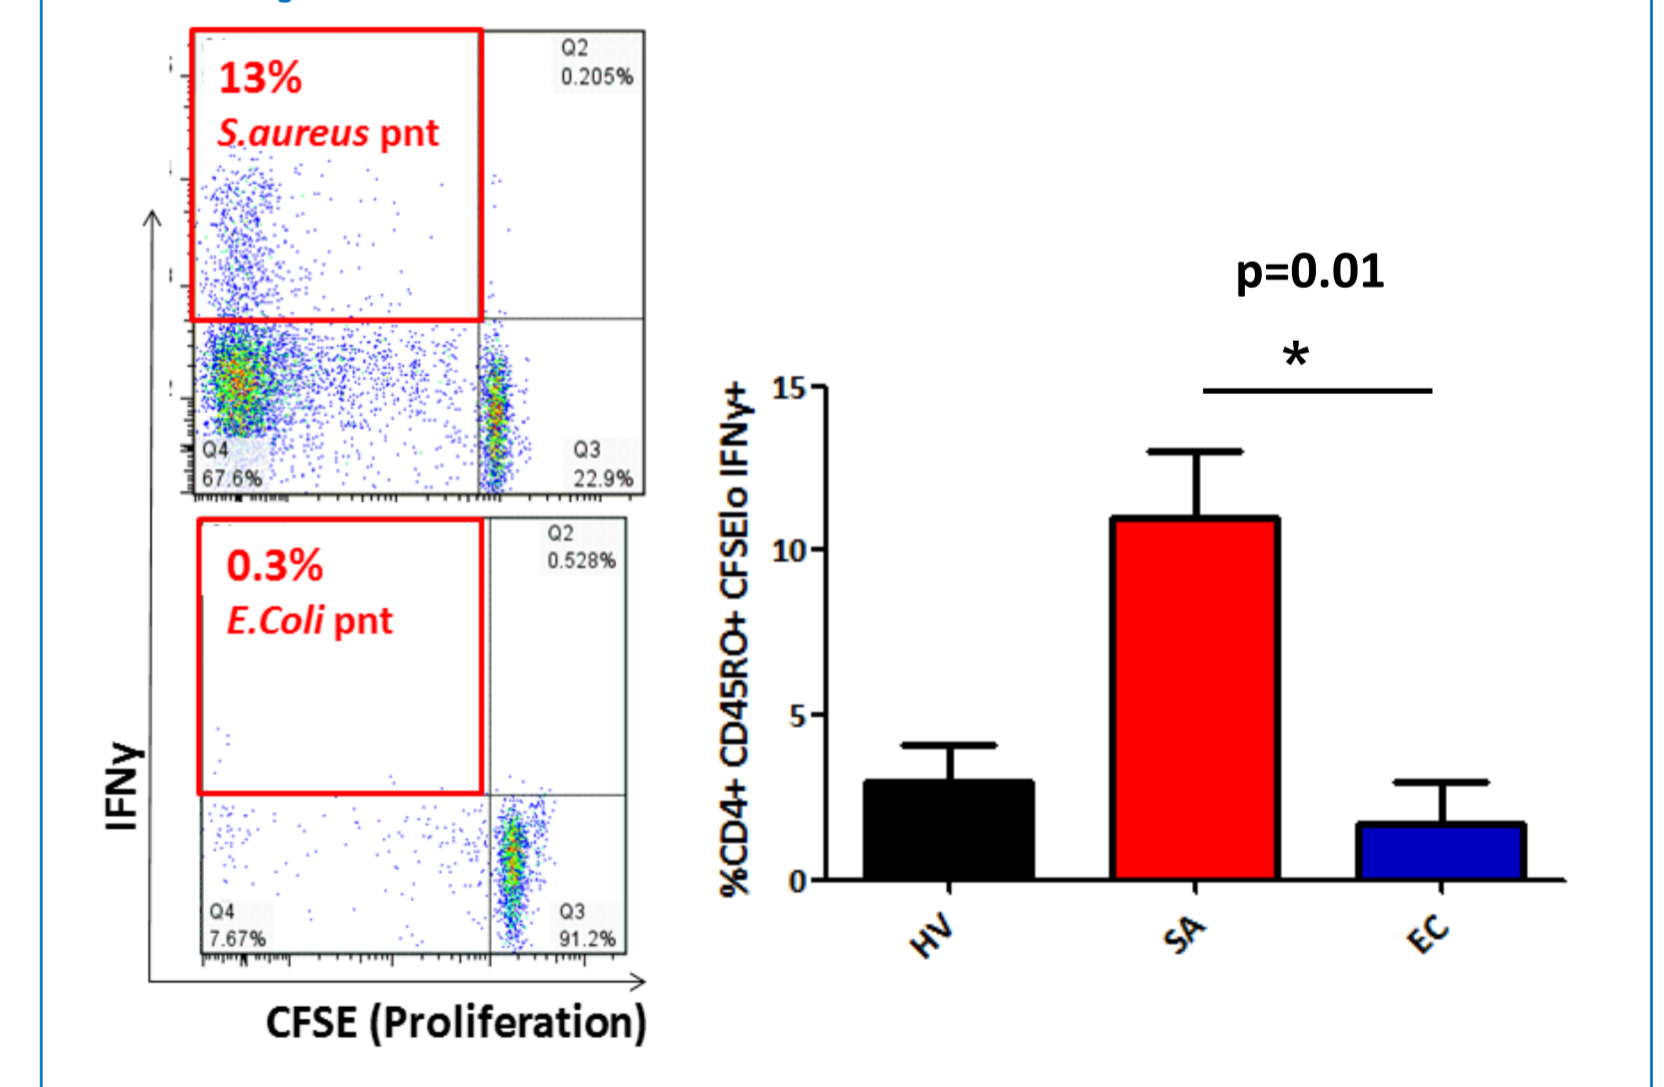 13%
S.aureus pnt
Q2
0.205%
Q4
67.6%
Q3
22.9%
0.3%
E.Coli pnt
Q2
0.528%
Q4
7.67%
Q3
91.2%
IFNγ
CFSE (Proliferation)
p=0.01
*
%CD4+ CD45RO+ CFSElo IFNγ+
15
10
5
0
HV
SA
EC